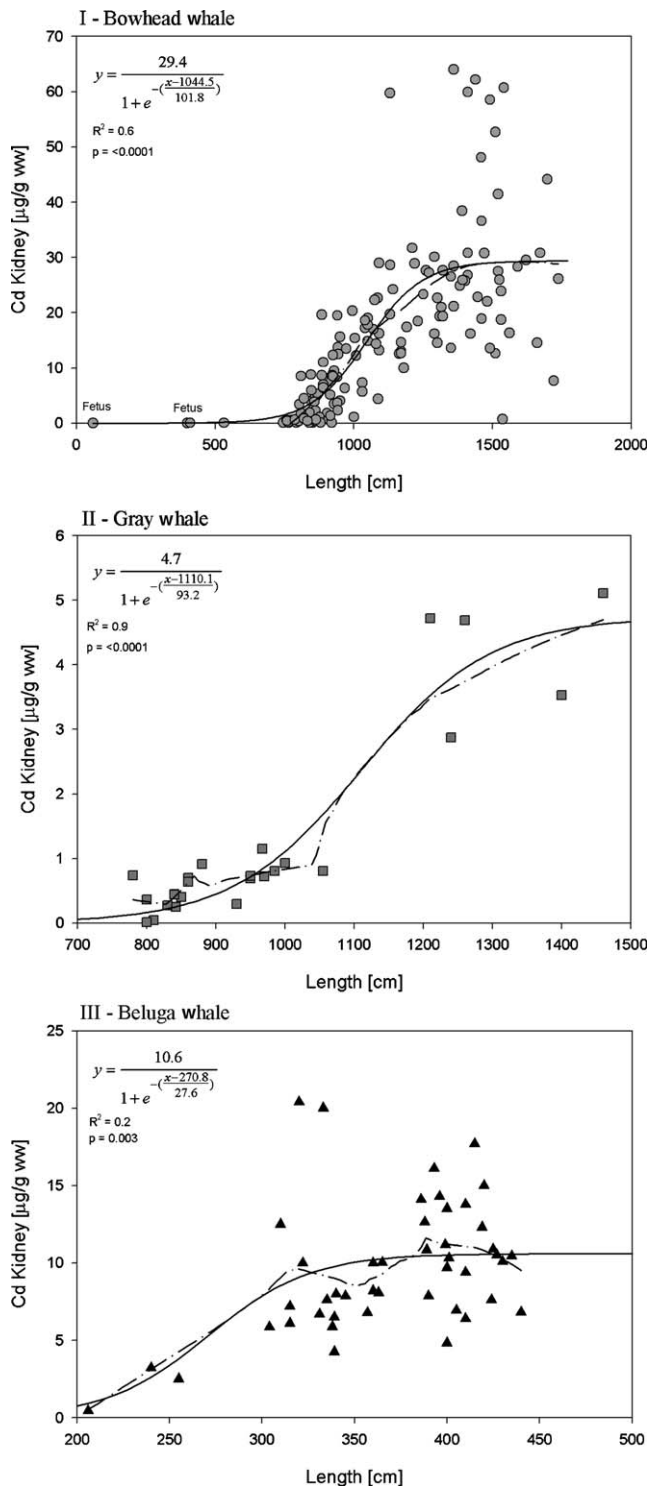 I - Bowhead whale
70
60
50
40
30
20
10
0
Cd Kidney [µg/g ww]
y = 29.4 / 1 + e^-(x-1044.5 / 101.8)
R² = 0.6
p = <0.0001
Fetus Fetus
0 500 1000 1500 2000
Length [cm]
II - Gray whale
6
5
4
3
2
1
0
Cd Kidney [µg/g ww]
y = 4.7 / 1 + e^-(x-1110.1 / 93.2)
R² = 0.9
p = <0.0001
700 800 900 1000 1100 1200 1300 1400 1500
Length [cm]
III - Beluga whale
25
20
15
10
5
0
Cd Kidney [µg/g ww]
y = 10.6 / 1 + e^-(x-270.8 / 27.6)
R² = 0.2
p = 0.003
200 250 300 350 400 450 500
Length [cm]